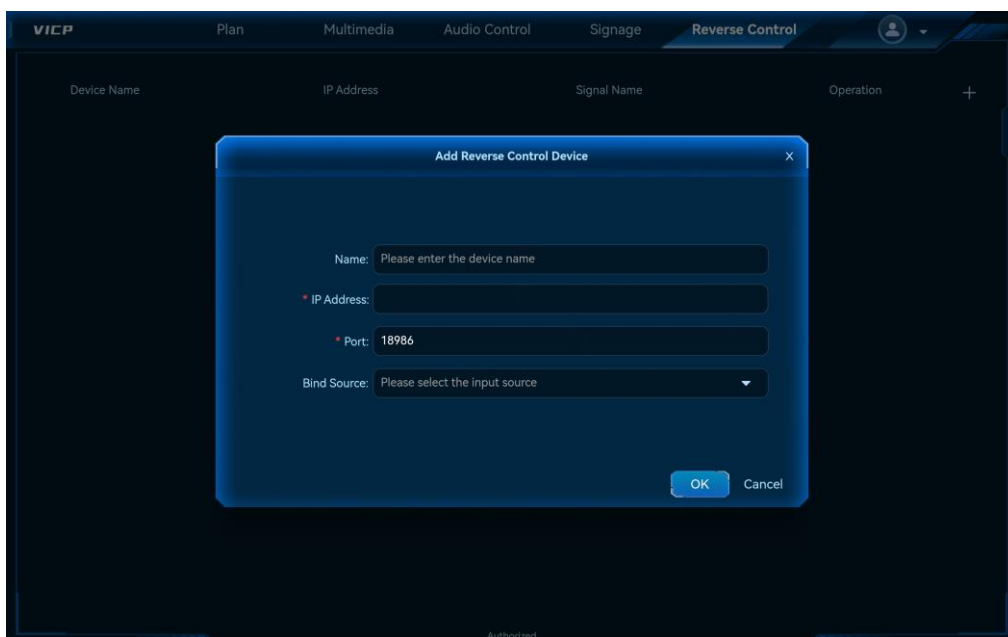 VICP Plan Multimedia Audio Control Signage Reverse Control
Device Name IP Address Signal Name Operation +
Add Reverse Control Device X
Name: Please enter the device name
* IP Address:
* Port: 18986
Bind Source: Please select the input source
OK Cancel
Authorized